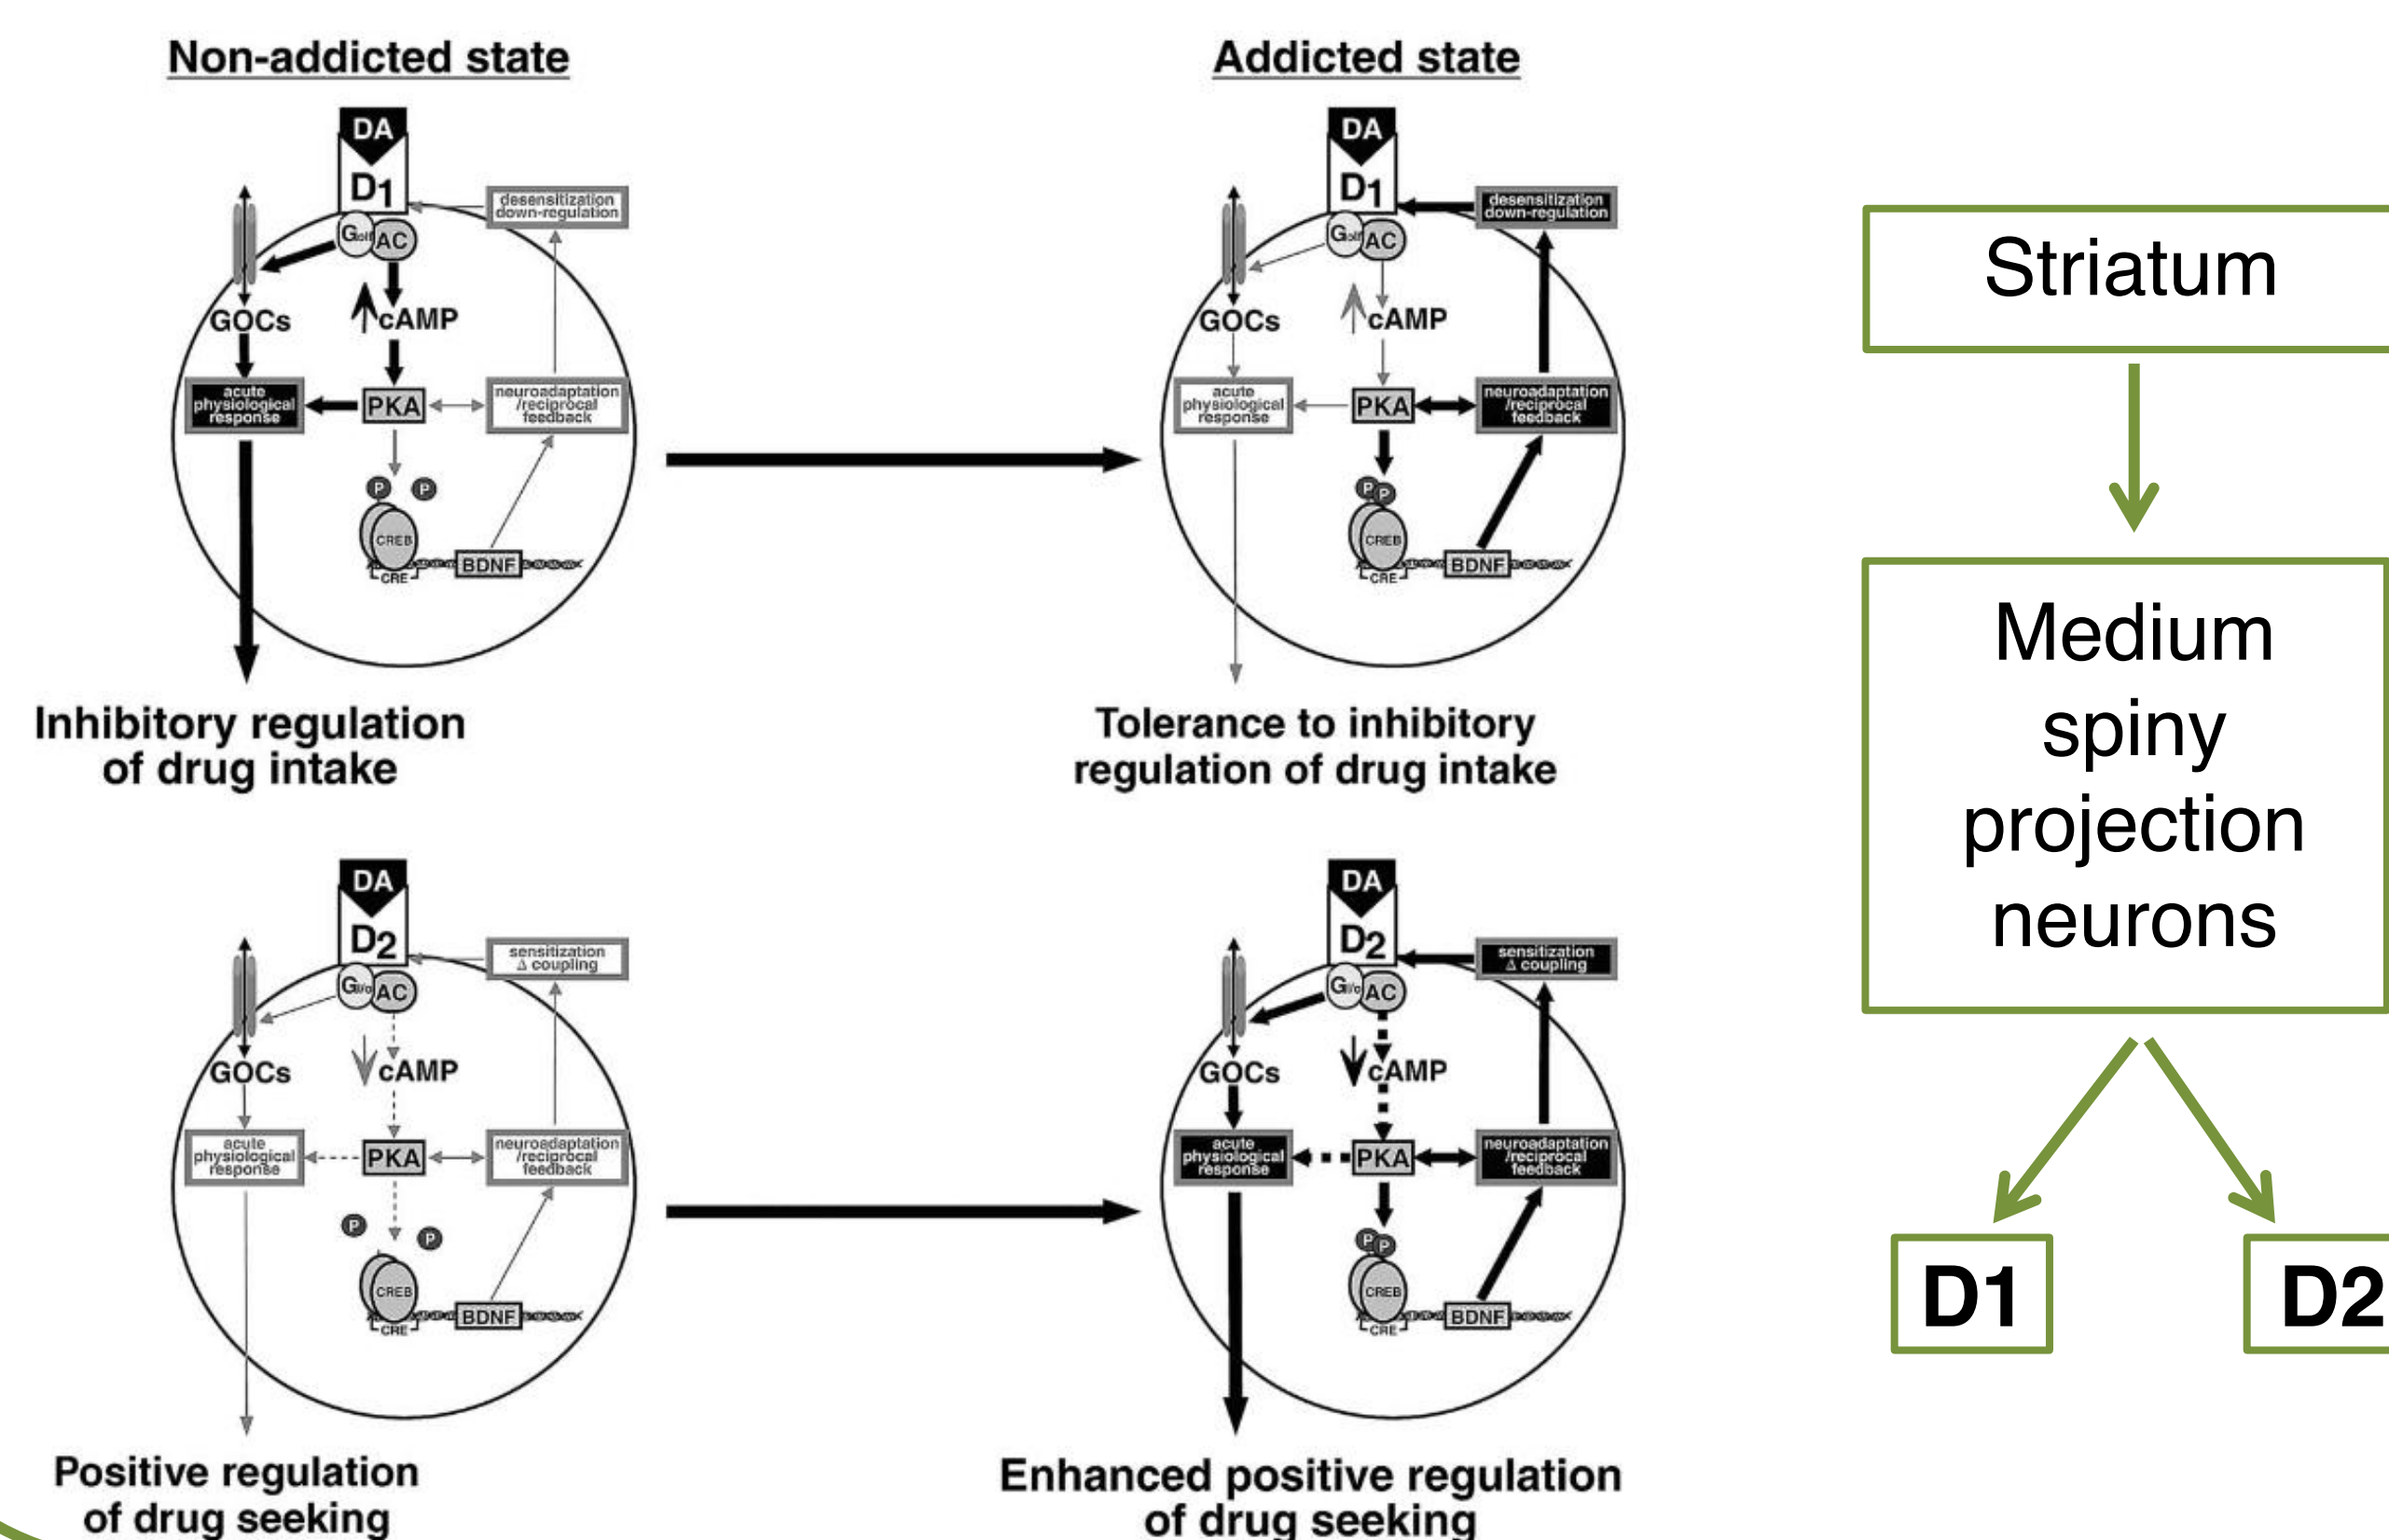 Non-addicted state
DA
D1
desensitization
down-regulation
Golf
AC
GOCs
cAMP
acute
physiological
response
PKA
neuroadaptation
/reciprocal
feedback
P
P
CREB
CRE
BDNF
Inhibitory regulation
of drug intake
Addicted state
DA
D1
desensitization
down-regulation
Golf
AC
GOCs
cAMP
acute
physiological
response
PKA
neuroadaptation
/reciprocal
feedback
P
P
CREB
CRE
BDNF
Tolerance to inhibitory
regulation of drug intake
DA
D2
sensitization
Δ coupling
Gi/o
AC
GOCs
cAMP
acute
physiological
response
PKA
neuroadaptation
/reciprocal
feedback
P
P
CREB
CRE
BDNF
Positive regulation
of drug seeking
DA
D2
sensitization
Δ coupling
Gi/o
AC
GOCs
cAMP
acute
physiological
response
PKA
neuroadaptation
/reciprocal
feedback
P
P
CREB
CRE
BDNF
Enhanced positive regulation
of drug seeking
Striatum
Medium
spiny
projection
neurons
D1
D2